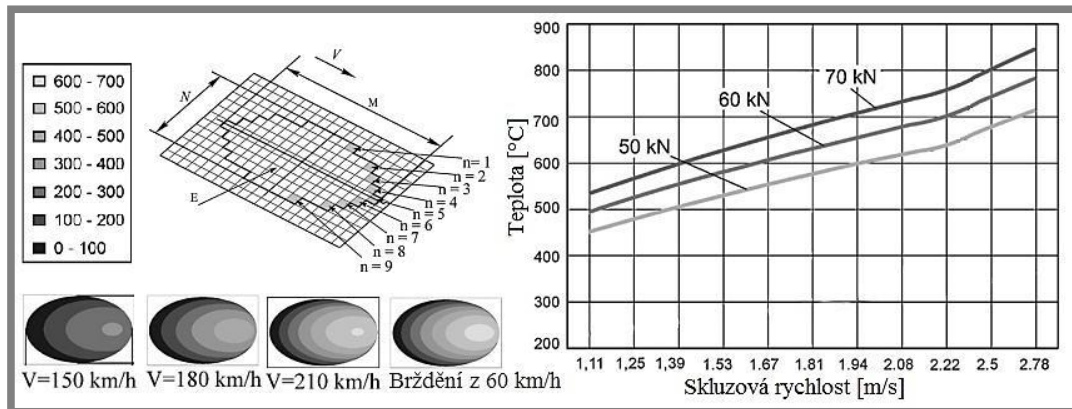 600 - 700
500 - 600
400 - 500
300 - 400
200 - 300
100 - 200
0 - 100
V
N
M
E
n= 1
n = 2
n = 3
n = 4
n = 5
n = 6
n = 7
n = 8
n = 9
V=150 km/h
V=180 km/h
V=210 km/h
Brždění z 60 km/h
Teplota [°C]
900
800
700
600
500
400
300
200
70 kN
60 kN
50 kN
1,11 1,25 1,39 1.53 1.67 1.81 1.94 2.08 2.22 2.5 2.78
Skluzová rychlost [m/s]